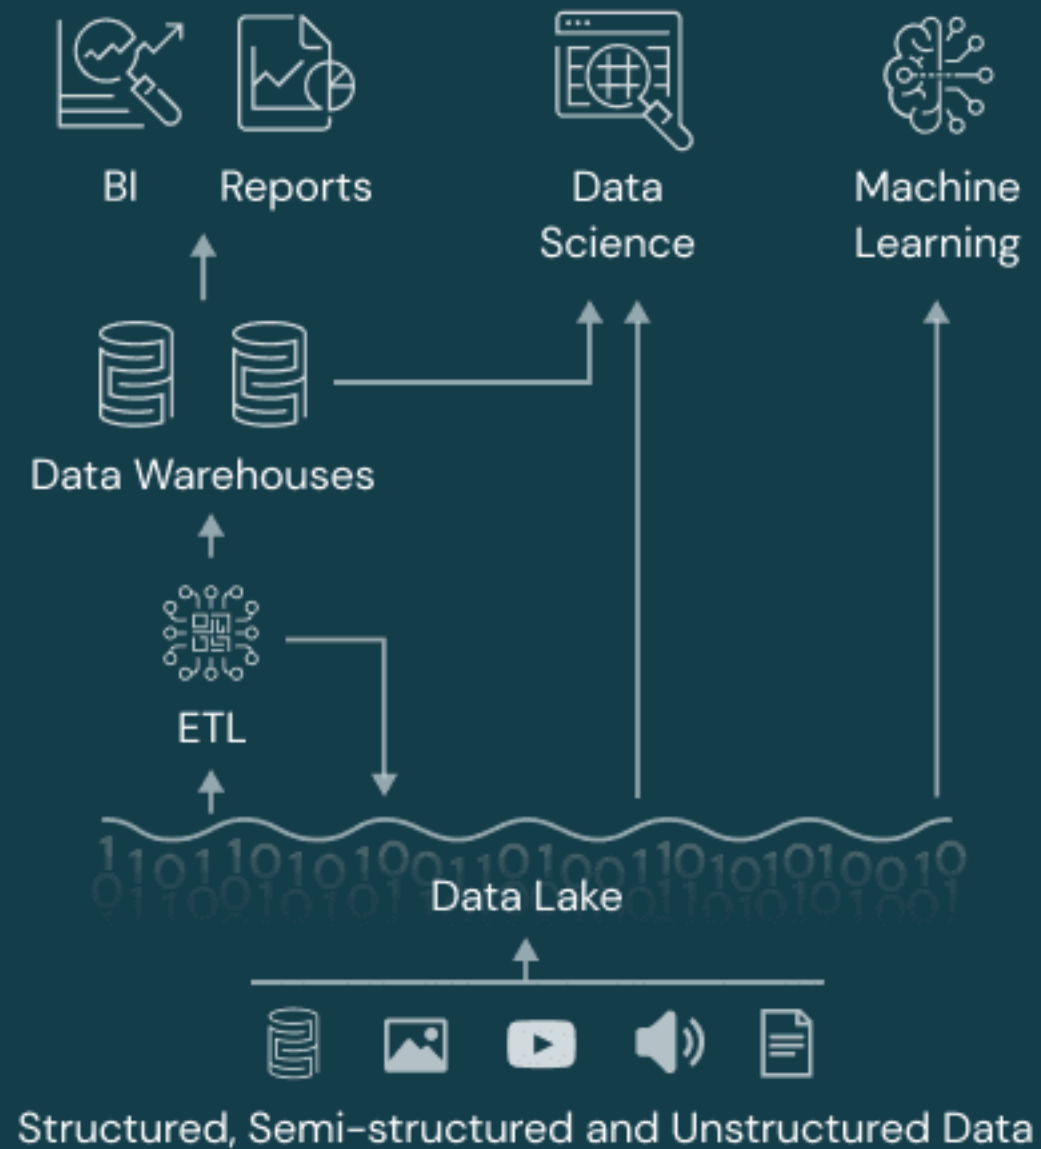 BI
Reports
Data
Science
Machine
Learning
Data Warehouses
ETL
Data Lake
Structured, Semi-structured and Unstructured Data